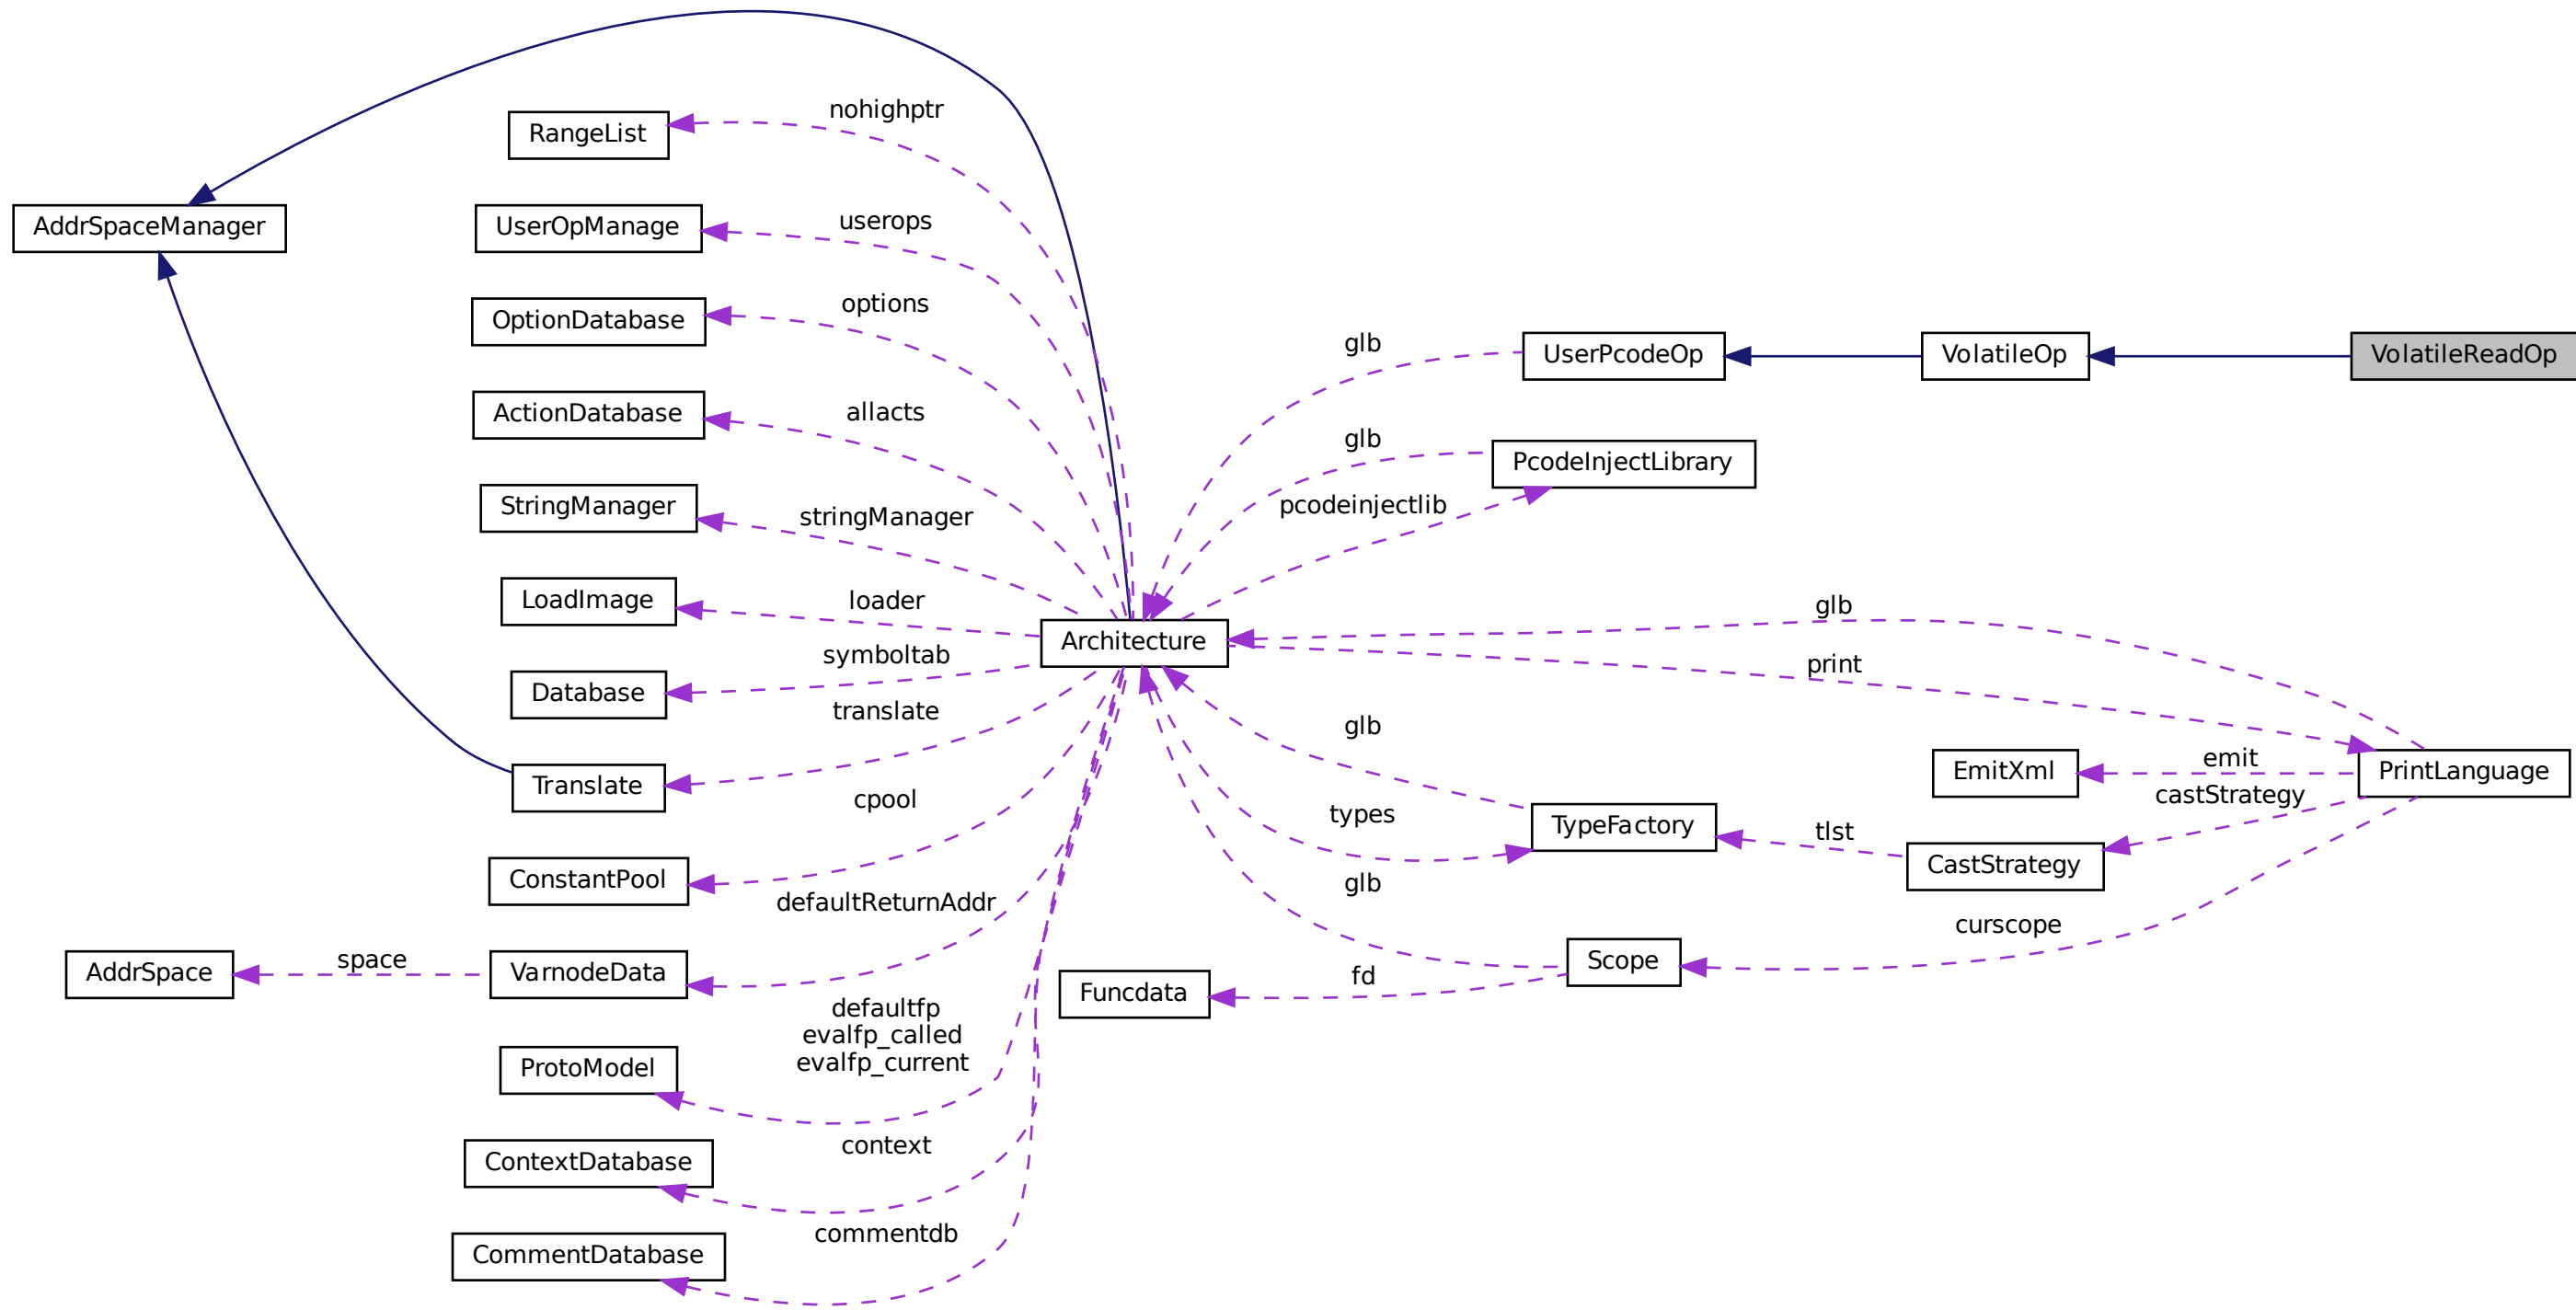 nohighptr
RangeList
AddrSpaceManager
UserOpManage
userops
OptionDatabase
options
ActionDatabase
allacts
StringManager
stringManager
LoadImage
loader
Database
symboltab
Translate
translate
ConstantPool
cpool
defaultReturnAddr
AddrSpace
space
VarnodeData
defaultfp
evalfp_called
evalfp_current
ProtoModel
ContextDatabase
context
CommentDatabase
commentdb
Architecture
glb
UserPcodeOp
VolatileOp
VolatileReadOp
glb
PcodeInjectLibrary
pcodeinjectlib
glb
print
glb
types
TypeFactory
tlst
EmitXml
emit
PrintLanguage
castStrategy
CastStrategy
glb
Scope
curscope
fd
Funcdata